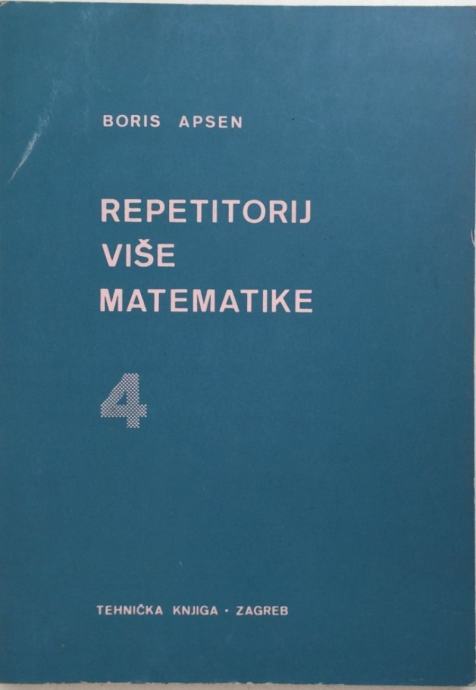 BORIS APSEN
REPETITORIJ
VIŠE
MATEMATIKE
4
TEHNIČKA KNJIGA · ZAGREB